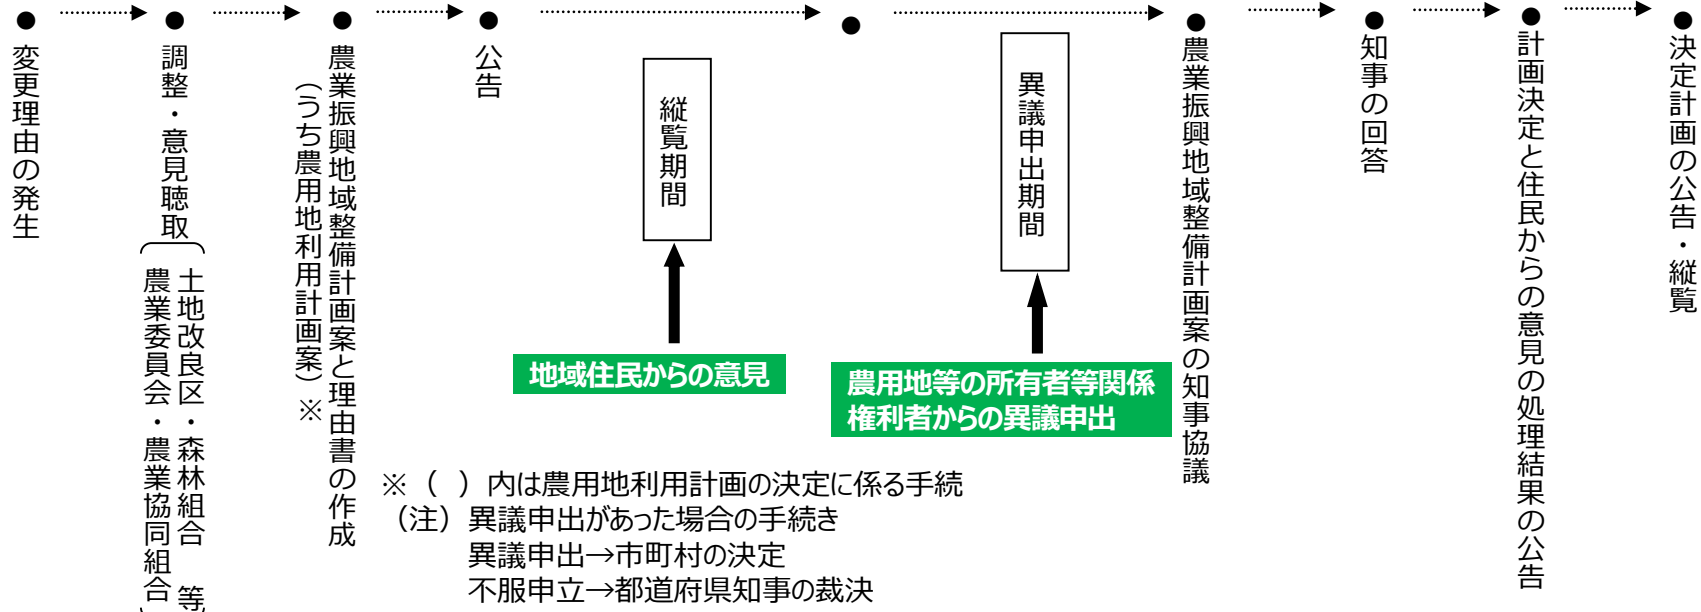 変更理由の発生
調整・意見聴取
土地改良区・森林組合　等
農業委員会・農業協同組合
農業振興地域整備計画案と理由書の作成
（うち農用地利用計画案）※
公告
縦覧期間
地域住民からの意見
異議申出期間
農用地等の所有者等関係
権利者からの異議申出
農業振興地域整備計画案の知事協議
知事の回答
計画決定と住民からの意見の処理結果の公告
決定計画の公告・縦覧
※（　）内は農用地利用計画の決定に係る手続
（注）異議申出があった場合の手続き
異議申出→市町村の決定
不服申立→都道府県知事の裁決